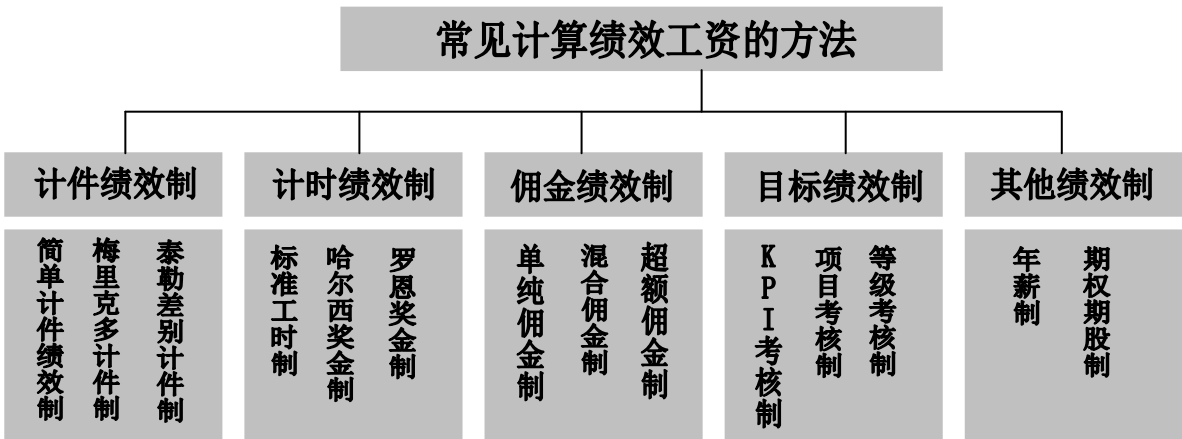 常见计算绩效工资的方法
计件绩效制
计时绩效制
佣金绩效制
目标绩效制
其他绩效制
简单计件绩效制
梅里克多计件制
泰勒差别计件制
标准工时制
哈尔西奖金制
罗恩奖金制
单纯佣金制
混合佣金制
超额佣金制
KPI考核制
项目考核制
等级考核制
年薪制
期权期股制